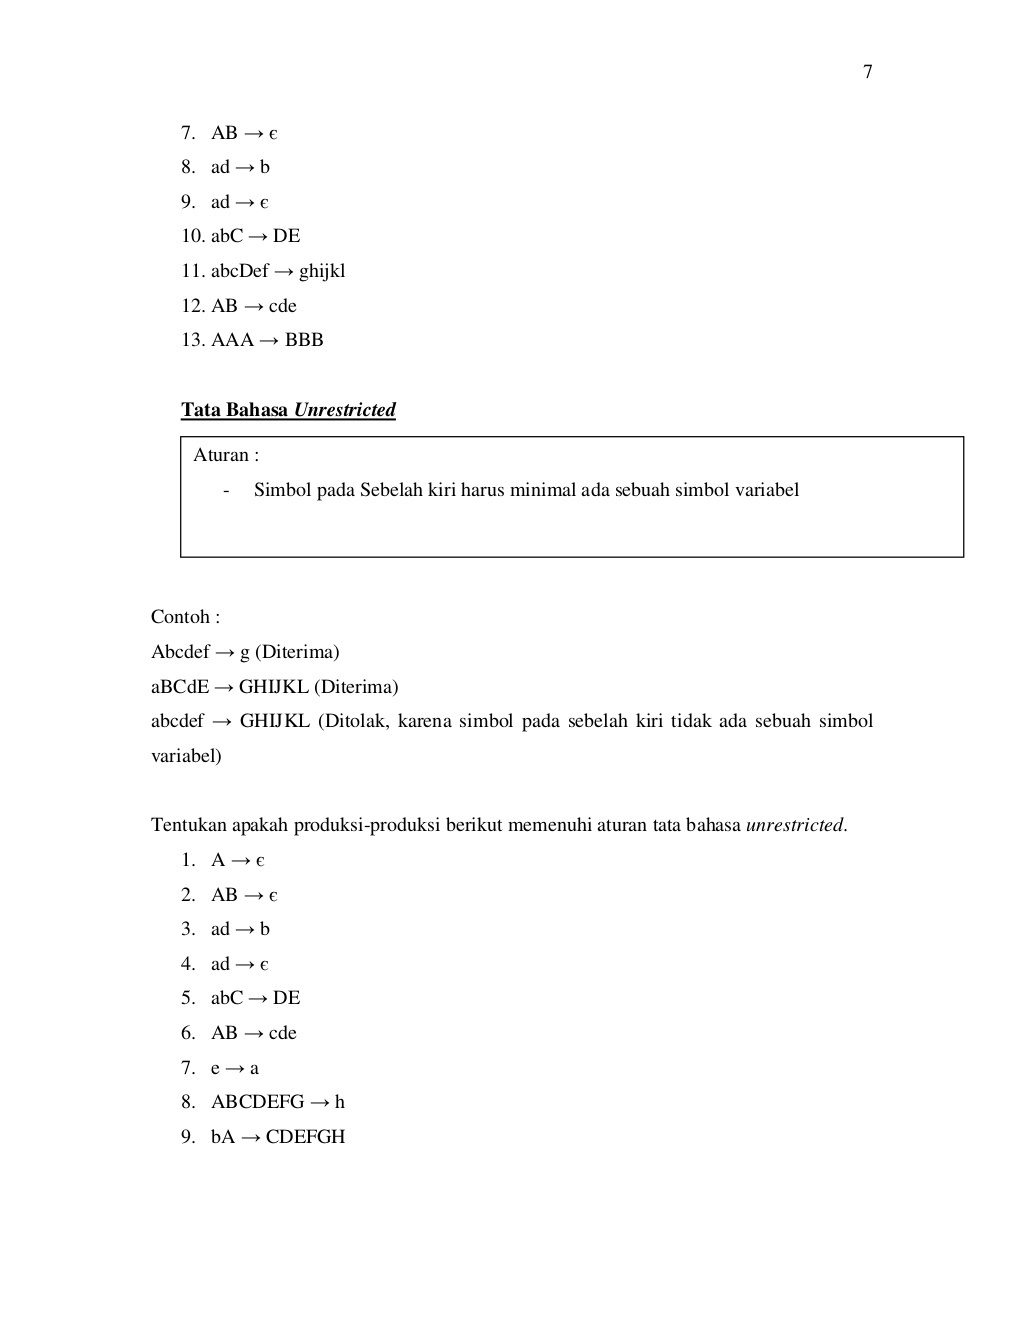 7
7. AB → є
8. ad → b
9. ad → є
10. abC → DE
11. abcDef → ghijkl
12. AB → cde
13. AAA → BBB
Tata Bahasa Unrestricted
Aturan :
- Simbol pada Sebelah kiri harus minimal ada sebuah simbol variabel
Contoh :
Abcdef → g (Diterima)
aBCdE → GHIJKL (Diterima)
abcdef → GHIJKL (Ditolak, karena simbol pada sebelah kiri tidak ada sebuah simbol
variabel)
Tentukan apakah produksi-produksi berikut memenuhi aturan tata bahasa unrestricted.
1. A → є
2. AB → є
3. ad → b
4. ad → є
5. abC → DE
6. AB → cde
7. e → a
8. ABCDEFG → h
9. bA → CDEFGH